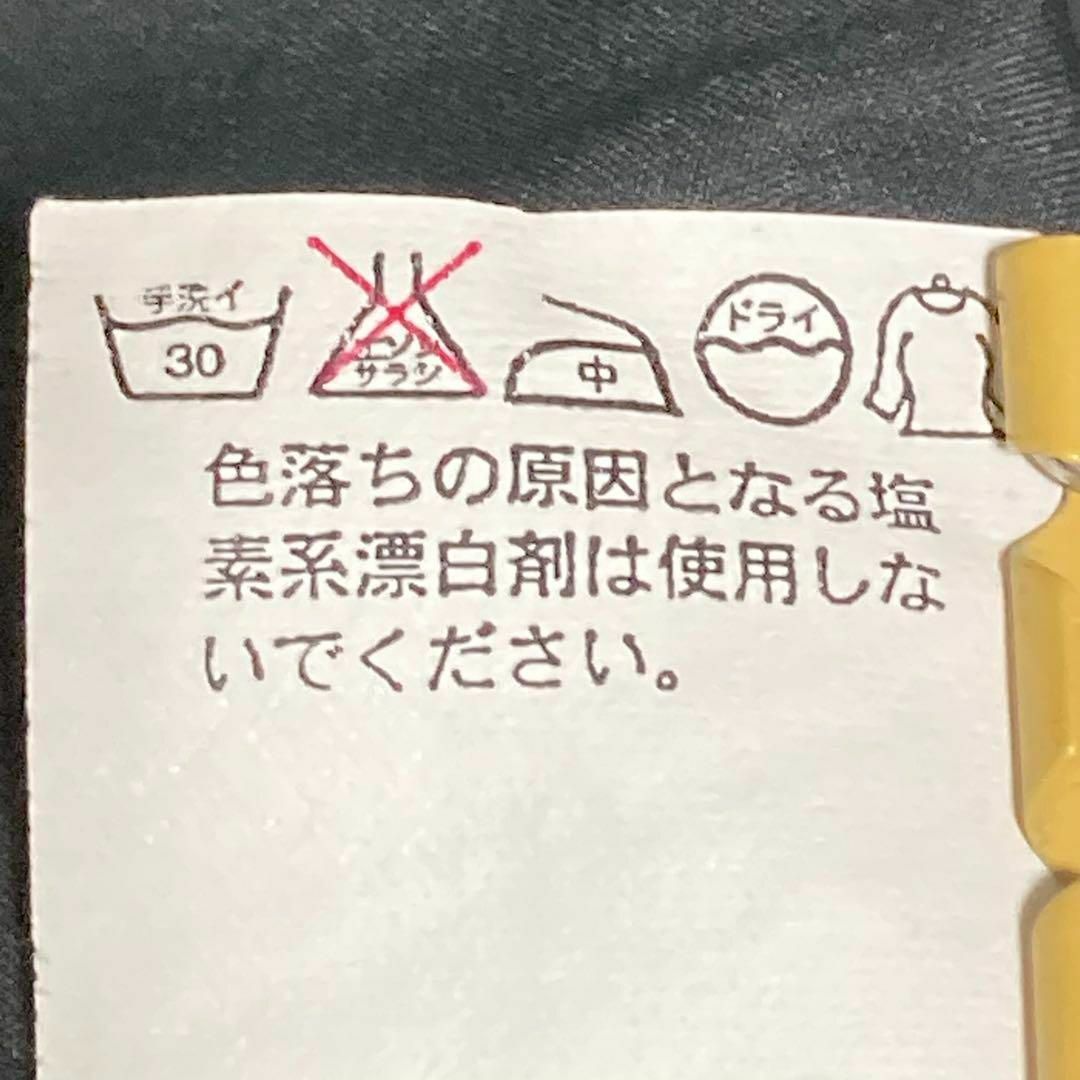 手洗イ
30
エンソ
サラシ
中
ドライ
色落ちの原因となる塩
素系漂白剤は使用しな
いでください。